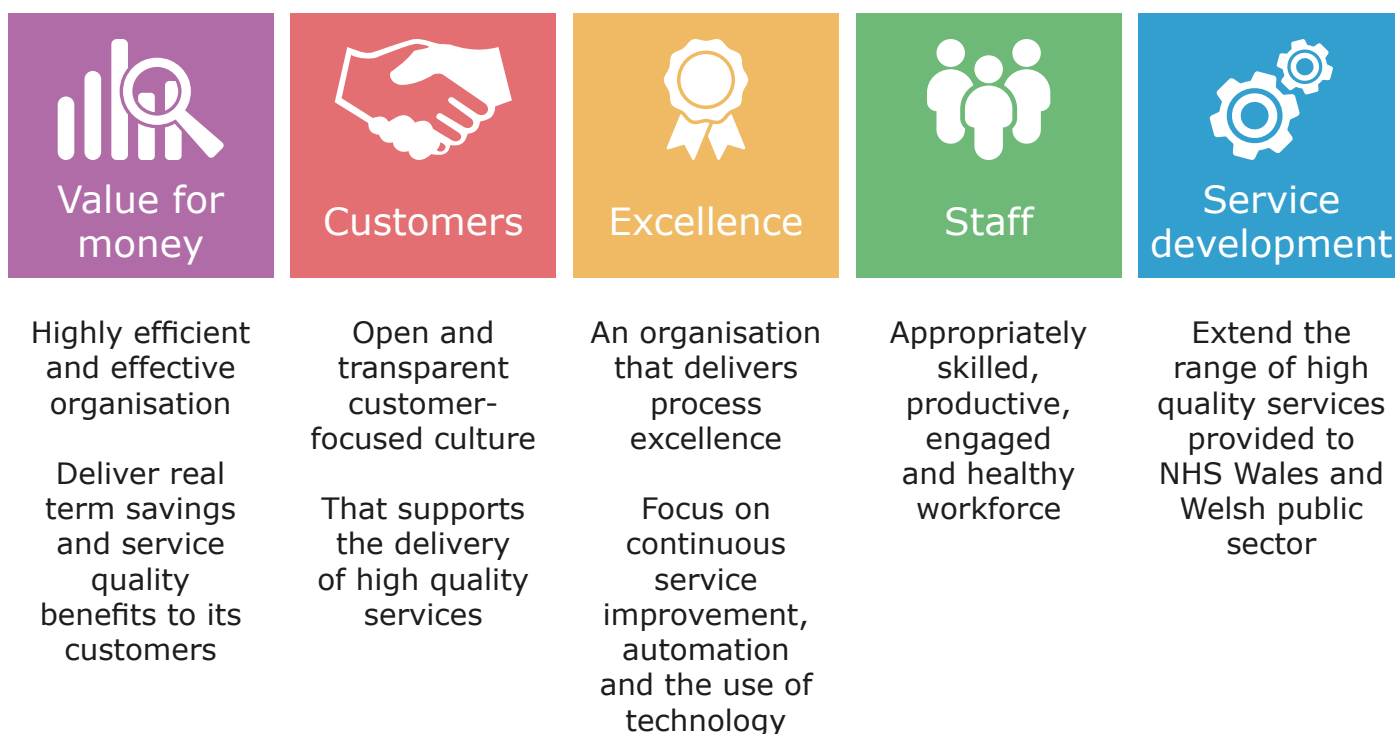 Value for
money
Highly efficient
and effective
organisation
Deliver real
term savings
and service
quality
benefits to its
customers
Customers
Open and
transparent
customer-
focused culture
That supports
the delivery
of high quality
services
Excellence
An organisation
that delivers
process
excellence
Focus on
continuous
service
improvement,
automation
and the use of
technology
Staff
Appropriately
skilled,
productive,
engaged
and healthy
workforce
Service
development
Extend the
range of high
quality services
provided to
NHS Wales and
Welsh public
sector